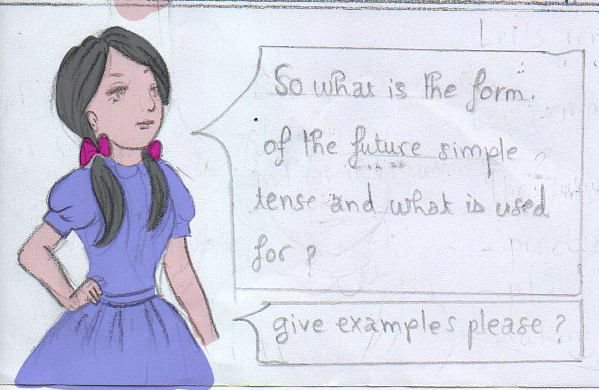 So what is the form.
of the future simple
tense and what is used
for?
give examples please?